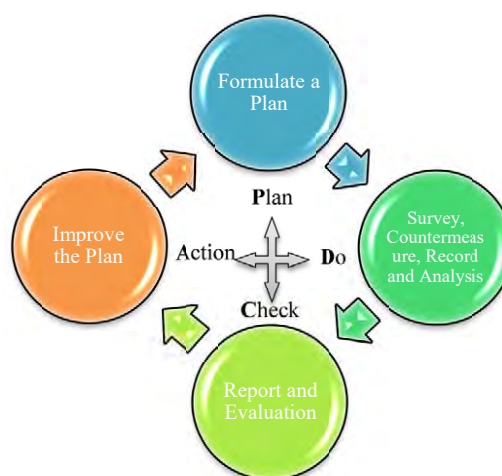 Formulate a
Plan
Plan
Survey,
Countermeas
ure, Record
and Analysis
Do
Improve
the Plan
Action
Check
Report and
Evaluation